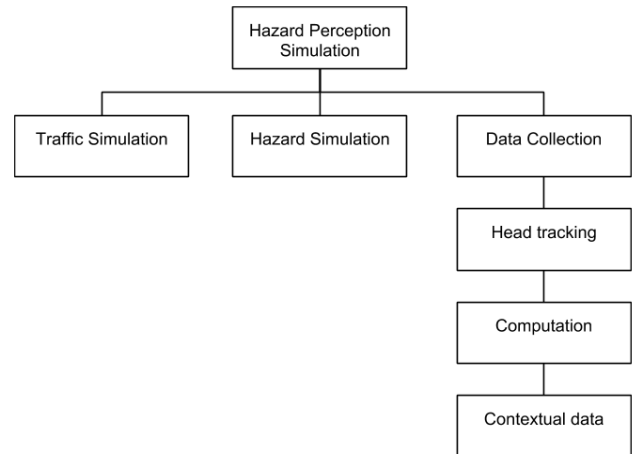 Hazard Perception
Simulation
Traffic Simulation
Hazard Simulation
Data Collection
Head tracking
Computation
Contextual data